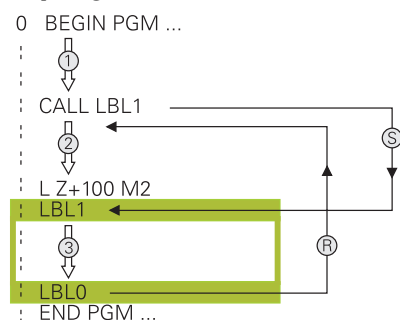 0 BEGIN PGM ...
1
CALL LBL1
S
2
L Z+100 M2
LBL1
3
R
LBL0
END PGM ...